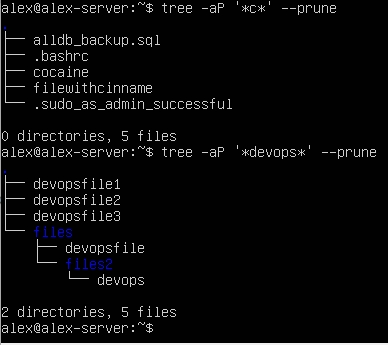 alex@alex-server:~$ tree -aP '*c*' --prune
.
├── alldb_backup.sql
├── .bashrc
├── cocaine
├── filewithcinname
└── .sudo_as_admin_successful

0 directories, 5 files
alex@alex-server:~$ tree -aP '*devops*' --prune
.
├── devopsfile1
├── devopsfile2
├── devopsfile3
└── files
    ├── devopsfile
    └── files2
        └── devops

2 directories, 5 files
alex@alex-server:~$